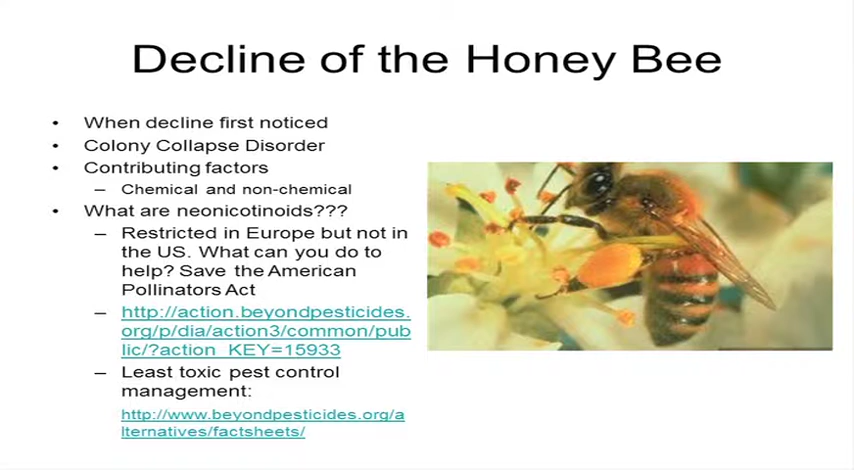 Decline of the Honey Bee
• When decline first noticed
• Colony Collapse Disorder
• Contributing factors
– Chemical and non-chemical
• What are neonicotinoids???
– Restricted in Europe but not in
the US. What can you do to
help? Save the American
Pollinators Act
– http://action.beyondpesticides.
org/p/dia/action3/common/pub
lic/?action_KEY=15933
– Least toxic pest control
management:
http://www.beyondpesticides.org/a
lternatives/factsheets/